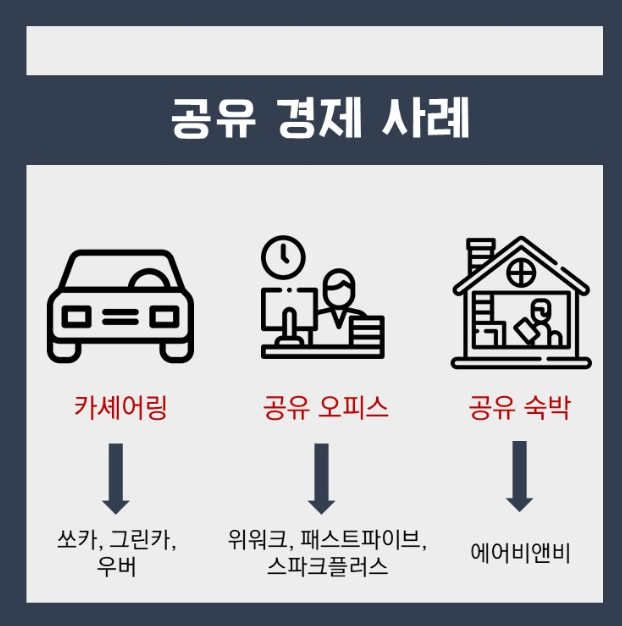 공유 경제 사례
카셰어링
공유 오피스
공유 숙박
쏘카, 그린카,
우버
위워크, 패스트파이브,
스파크플러스
에어비앤비